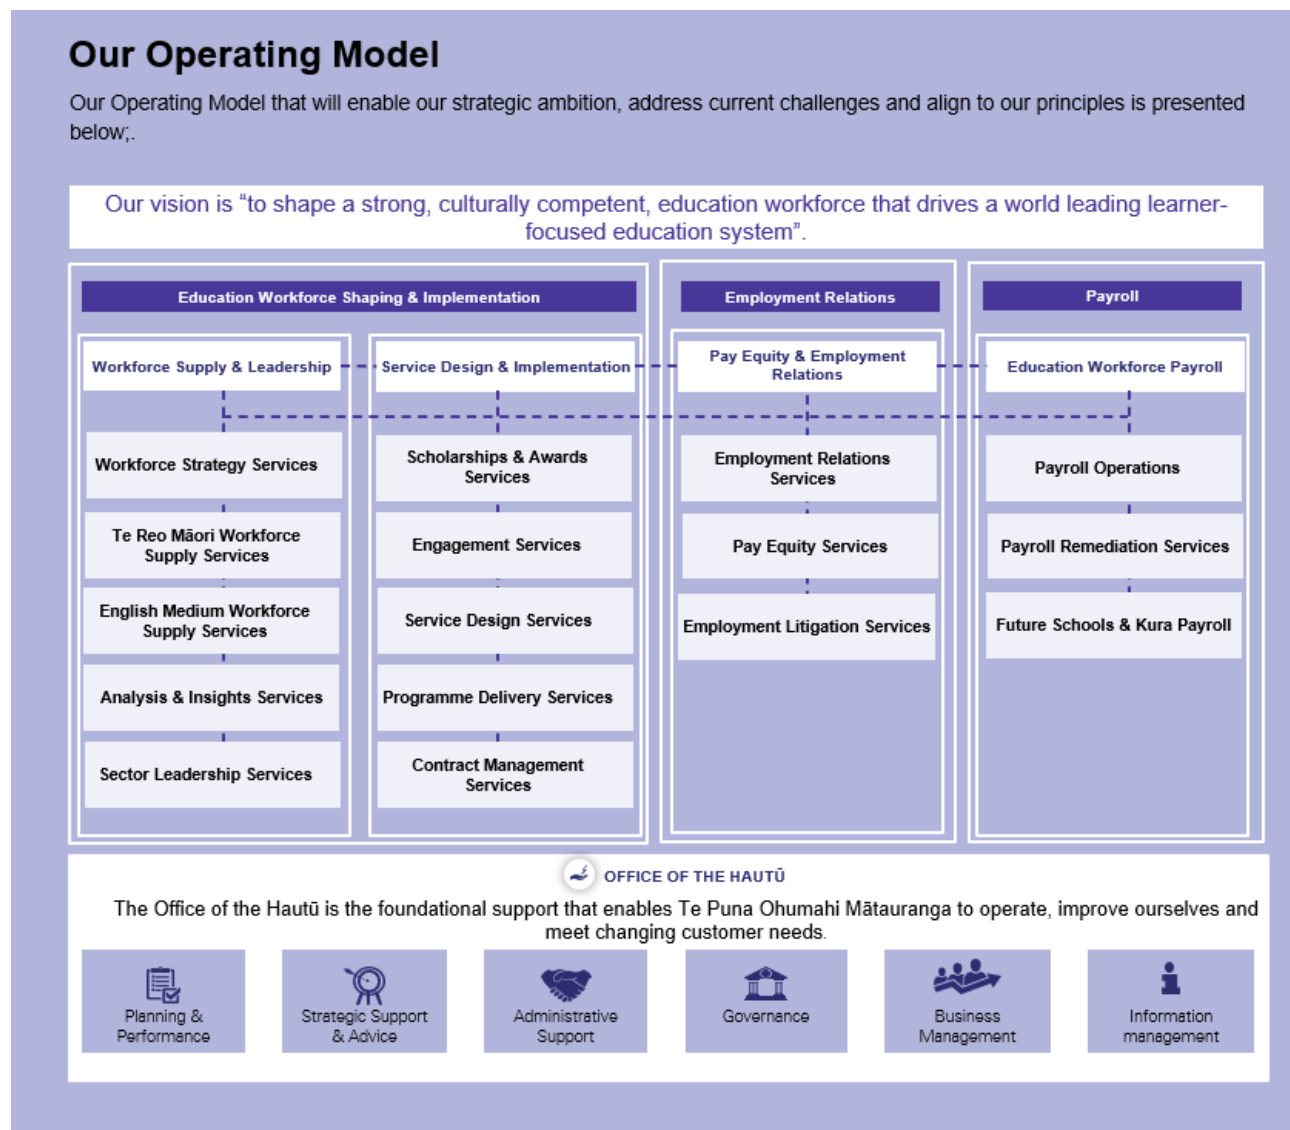 Our Operating Model
Our Operating Model that will enable our strategic ambition, address current challenges and align to our principles is presented
below;.
Our vision is “to shape a strong, culturally competent, education workforce that drives a world leading learner-
focused education system”.
Education Workforce Shaping & Implementation
Employment Relations
Payroll
Workforce Supply & Leadership
Service Design & Implementation
Pay Equity & Employment
Relations
Education Workforce Payroll
Workforce Strategy Services
Te Reo Māori Workforce
Supply Services
English Medium Workforce
Supply Services
Analysis & Insights Services
Sector Leadership Services
Scholarships & Awards
Services
Engagement Services
Service Design Services
Programme Delivery Services
Contract Management
Services
Employment Relations
Services
Pay Equity Services
Employment Litigation Services
Payroll Operations
Payroll Remediation Services
Future Schools & Kura Payroll
OFFICE OF THE HAUTŪ
The Office of the Hautū is the foundational support that enables Te Puna Ohumahi Mātauranga to operate, improve ourselves and
meet changing customer needs.
Planning &
Performance
Strategic Support
& Advice
Administrative
Support
Governance
Business
Management
Information
management